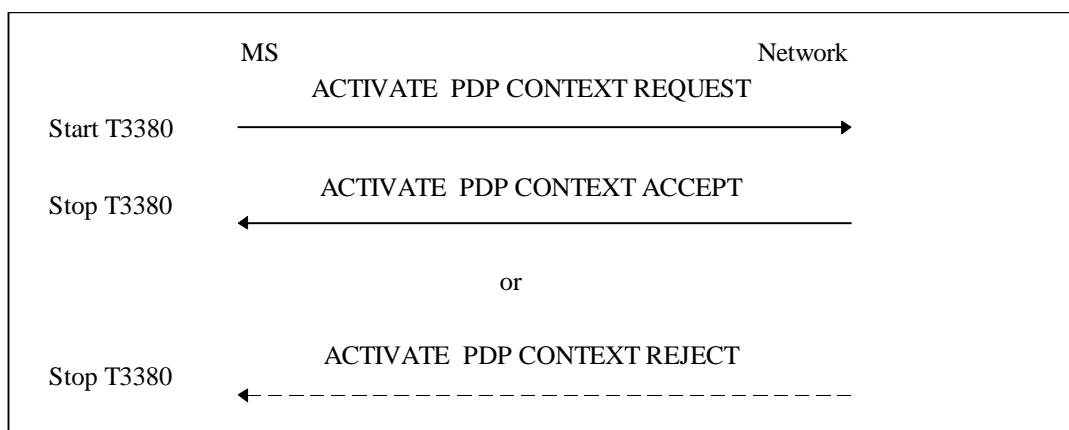 MS Network
ACTIVATE PDP CONTEXT REQUEST
Start T3380
ACTIVATE PDP CONTEXT ACCEPT
Stop T3380
or
ACTIVATE PDP CONTEXT REJECT
Stop T3380